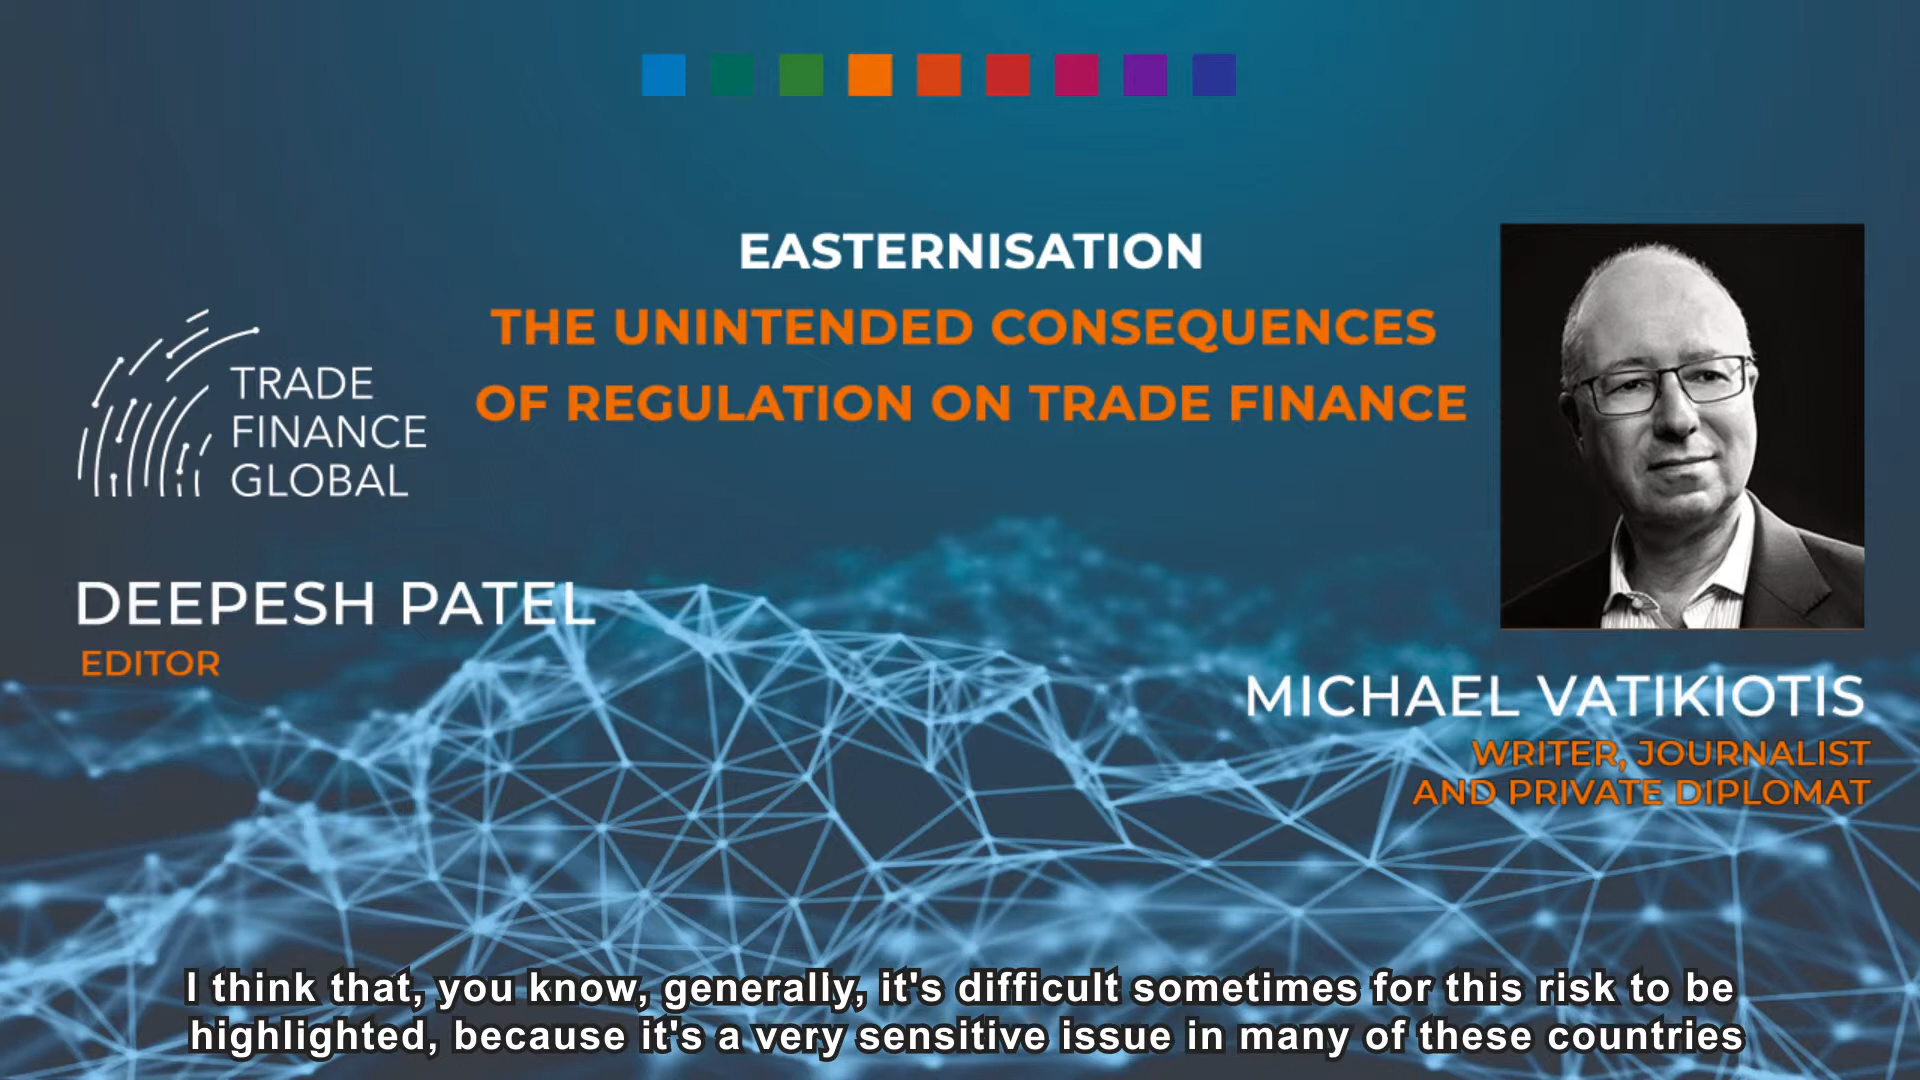 EASTERNISATION
THE UNINTENDED CONSEQUENCES
OF REGULATION ON TRADE FINANCE
TRADE
FINANCE
GLOBAL
DEEPESH PATEL
EDITOR
MICHAEL VATIKIOTIS
WRITER, JOURNALIST
AND PRIVATE DIPLOMAT
I think that, you know, generally, it's difficult sometimes for this risk to be
highlighted, because it's a very sensitive issue in many of these countries